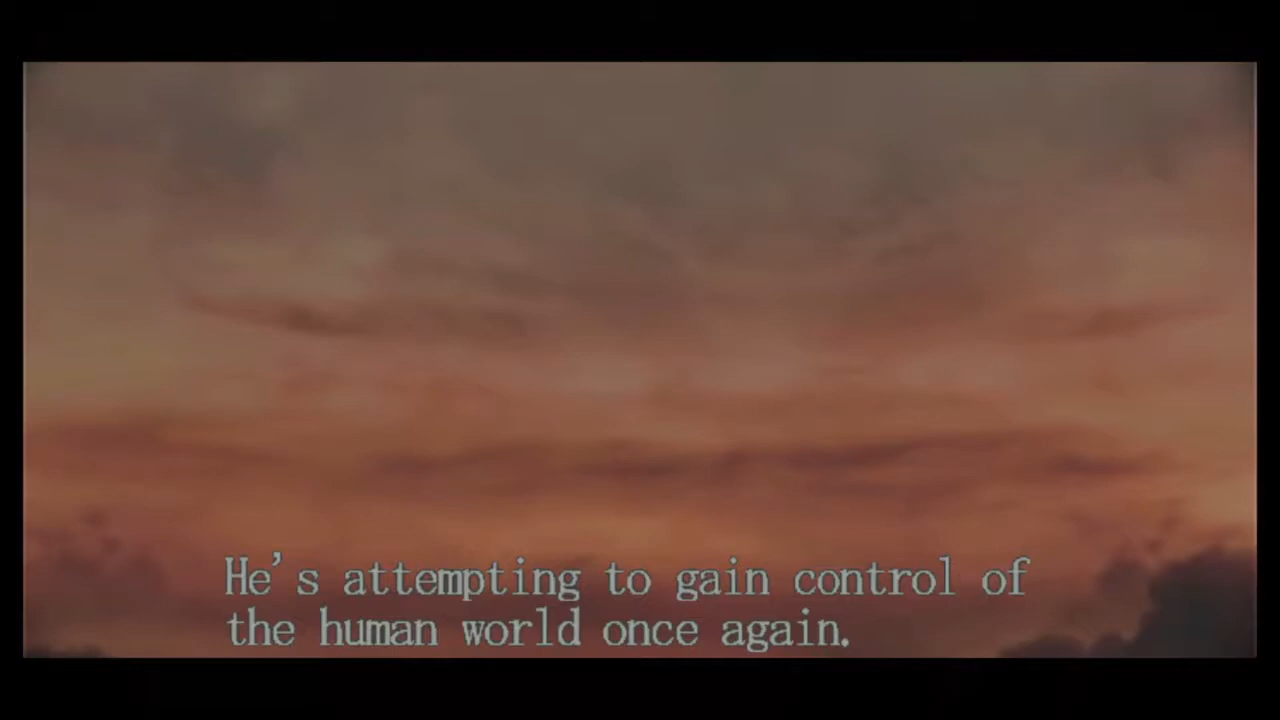 He's attempting to gain control of
the human world once again.